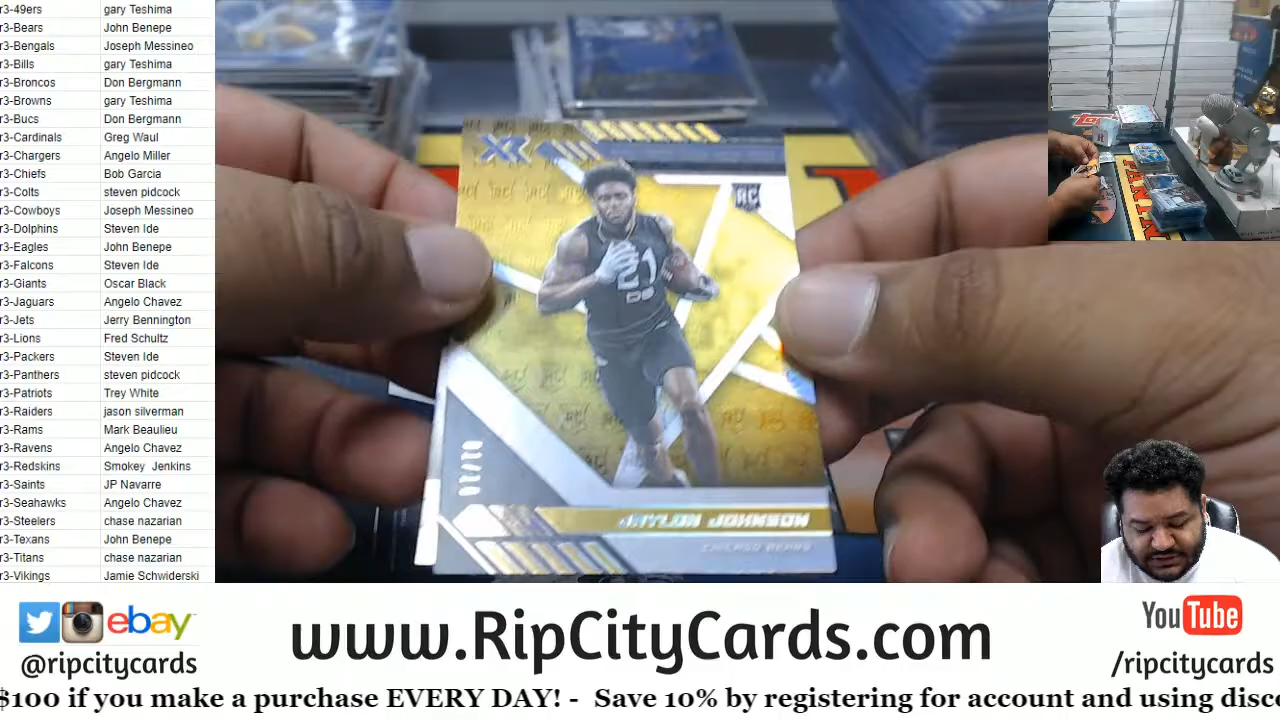 r3-49ers gary Teshima
r3-Bears John Benepe
r3-Bengals Joseph Messineo
r3-Bills gary Teshima
r3-Broncos Don Bergmann
r3-Browns gary Teshima
r3-Bucs Don Bergmann
r3-Cardinals Greg Waul
r3-Chargers Angelo Miller
r3-Chiefs Bob Garcia
r3-Colts steven pidcock
r3-Cowboys Joseph Messineo
r3-Dolphins Steven Ide
r3-Eagles John Benepe
r3-Falcons Steven Ide
r3-Giants Oscar Black
r3-Jaguars Angelo Chavez
r3-Jets Jerry Bennington
r3-Lions Fred Schultz
r3-Packers Steven Ide
r3-Panthers steven pidcock
r3-Patriots Trey White
r3-Raiders jason silverman
r3-Rams Mark Beaulieu
r3-Ravens Angelo Chavez
r3-Redskins Smokey Jenkins
r3-Saints JP Navarre
r3-Seahawks Angelo Chavez
r3-Steelers chase nazarian
r3-Texans John Benepe
r3-Titans chase nazarian
r3-Vikings Jamie Schwiderski
XR
RC
21
JAYLON JOHNSON
CHICAGO BEARS
PANINI
ebay
@ripcitycards
www.RipCityCards.com
YouTube
/ripcitycards
$100 if you make a purchase EVERY DAY! - Save 10% by registering for account and using disc